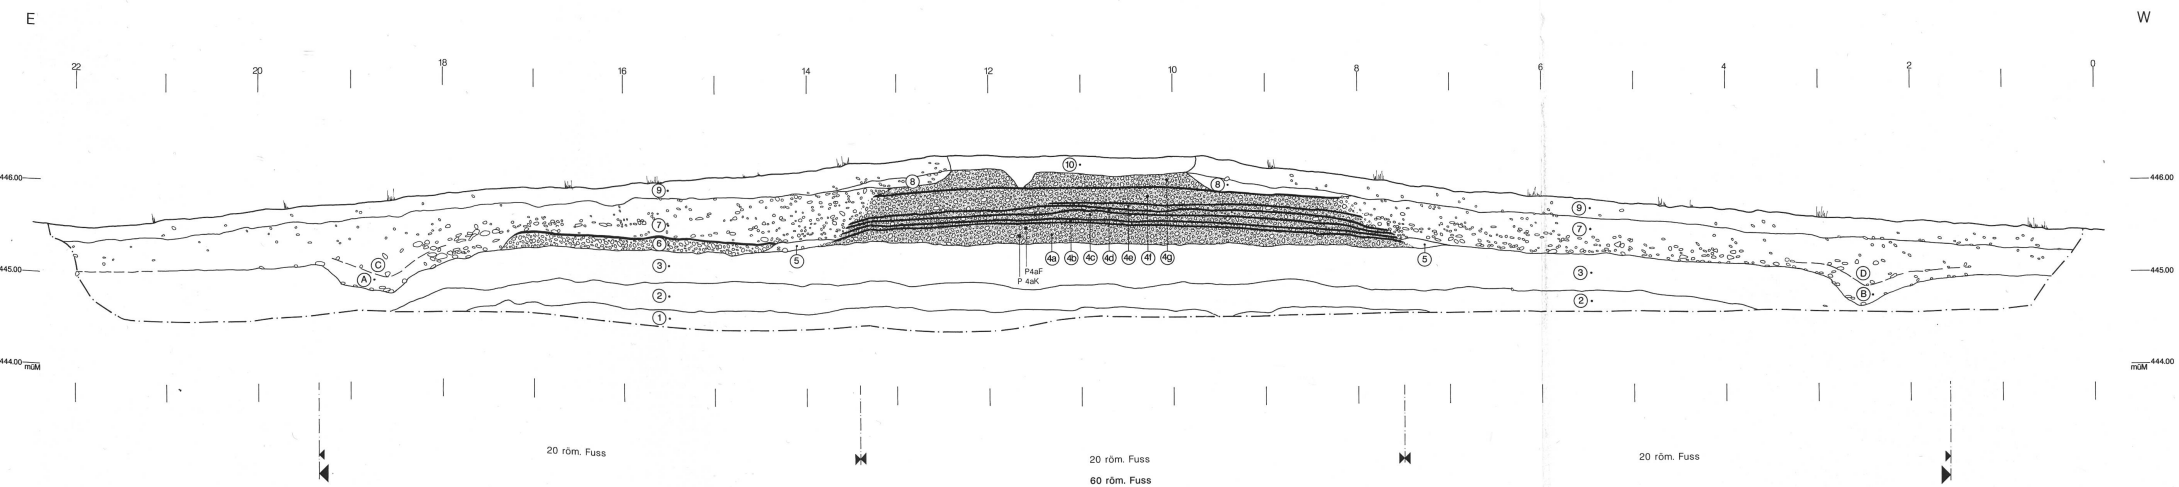 E W
22 20 18 16 14 12 10 8 6 4 2 0
10
446.00 9 8 8 446.00
9
7 7
6
C 5 4a 4b 4c 4d 4e 4f 4g 5
445.00 A 3 P4aF 3 D 445.00
P 4aK
2 2 B
1
444.00 444.00
müM müM
20 röm. Fuss 20 röm. Fuss 20 röm. Fuss
60 röm. Fuss